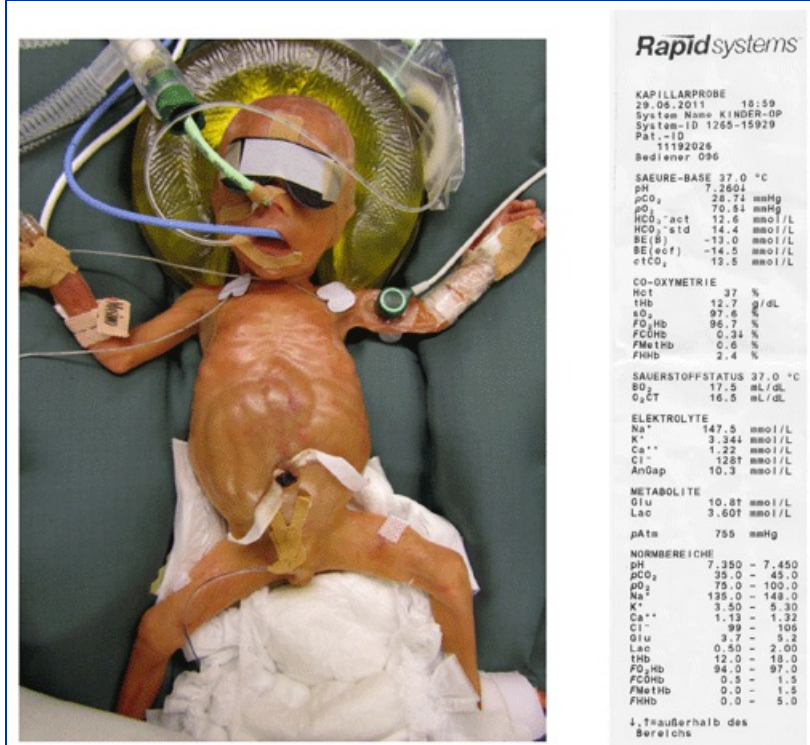 Rapidsystems
KAPILLARPROBE
29.06.2011 18:59
System Name KINDER-OP
System-ID 1265-15929
Pat.-ID
11192026
Bediener 096
SAEURE-BASE 37.0 °C
pH 7.260↓
pCO₂ 28.7↓ mmHg
pO₂ 70.5↓ mmHg
HCO₃⁻act 12.6 mmol/L
HCO₃⁻std 14.4 mmol/L
BE(B) -13.0 mmol/L
BE(ecf) -14.5 mmol/L
ctCO₂ 13.5 mmol/L
CO-OXYMETRIE
Hct 37 %
tHb 12.7 g/dL
sO₂ 97.6 %
FO₂Hb 96.7 %
FCOHb 0.3↓ %
FMetHb 0.6 %
FHHb 2.4 %
SAUERSTOFFSTATUS 37.0 °C
BO₂ 17.5 mL/dL
O₂CT 16.5 mL/dL
ELEKTROLYTE
Na⁺ 147.5 mmol/L
K⁺ 3.34↓ mmol/L
Ca⁺⁺ 1.22 mmol/L
Cl⁻ 128↑ mmol/L
AnGap 10.3 mmol/L
METABOLITE
Glu 10.8↑ mmol/L
Lac 3.60↑ mmol/L
pAtm 755 mmHg
NORMBEREICHE
pH 7.350 - 7.450
pCO₂ 35.0 - 45.0
pO₂ 75.0 - 100.0
Na⁺ 135.0 - 148.0
K⁺ 3.50 - 5.30
Ca⁺⁺ 1.13 - 1.32
Cl⁻ 99 - 106
Glu 3.7 - 5.2
Lac 0.50 - 2.00
tHb 12.0 - 18.0
FO₂Hb 94.0 - 97.0
FCOHb 0.5 - 1.5
FMetHb 0.0 - 1.5
FHHb 0.0 - 5.0
↓,↑=außerhalb des
Bereichs